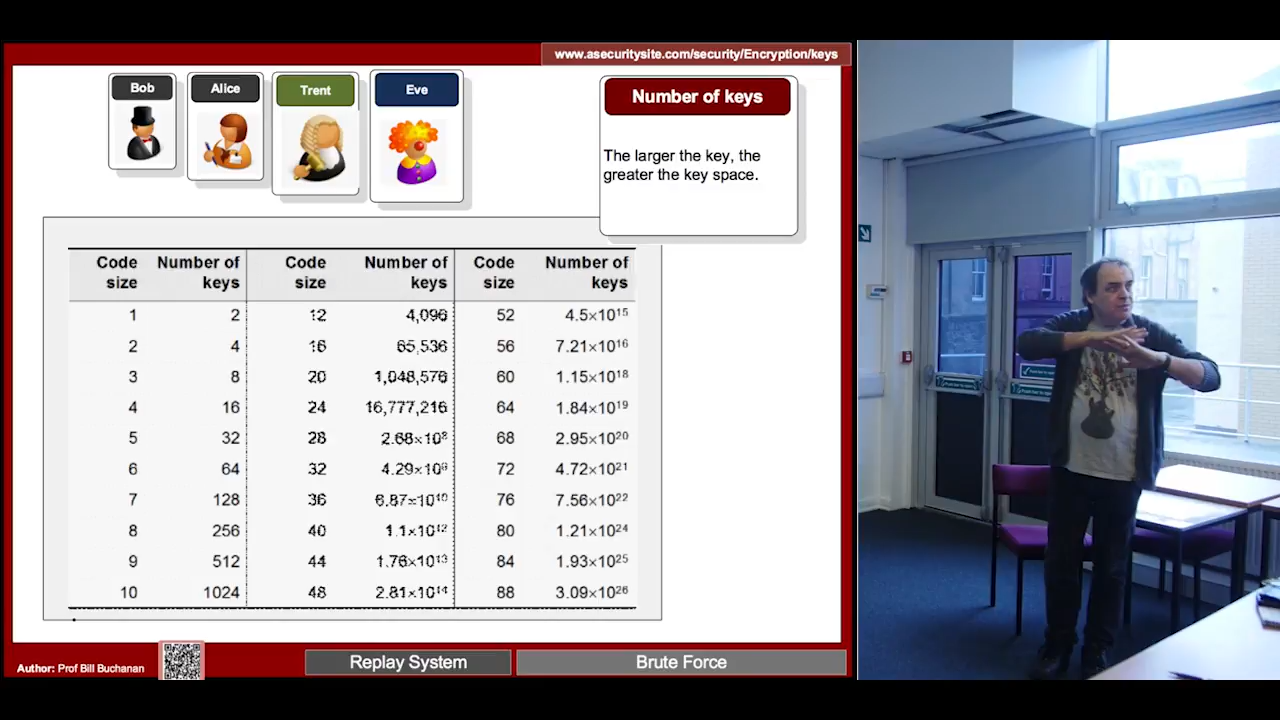 www.asecuritysite.com/security/Encryption/keys
Bob
Alice
Trent
Eve
Number of keys
The larger the key, the
greater the key space.
Code size Number of keys Code size Number of keys Code size Number of keys
1 2 12 4,096 52 4.5×10¹⁵
2 4 16 65,536 56 7.21×10¹⁶
3 8 20 1,048,576 60 1.15×10¹⁸
4 16 24 16,777,216 64 1.84×10¹⁹
5 32 28 2.68×10⁸ 68 2.95×10²⁰
6 64 32 4.29×10⁹ 72 4.72×10²¹
7 128 36 6.87×10¹⁰ 76 7.56×10²²
8 256 40 1.1×10¹² 80 1.21×10²⁴
9 512 44 1.76×10¹³ 84 1.93×10²⁵
10 1024 48 2.81×10¹⁴ 88 3.09×10²⁶
Author: Prof Bill Buchanan
Replay System
Brute Force